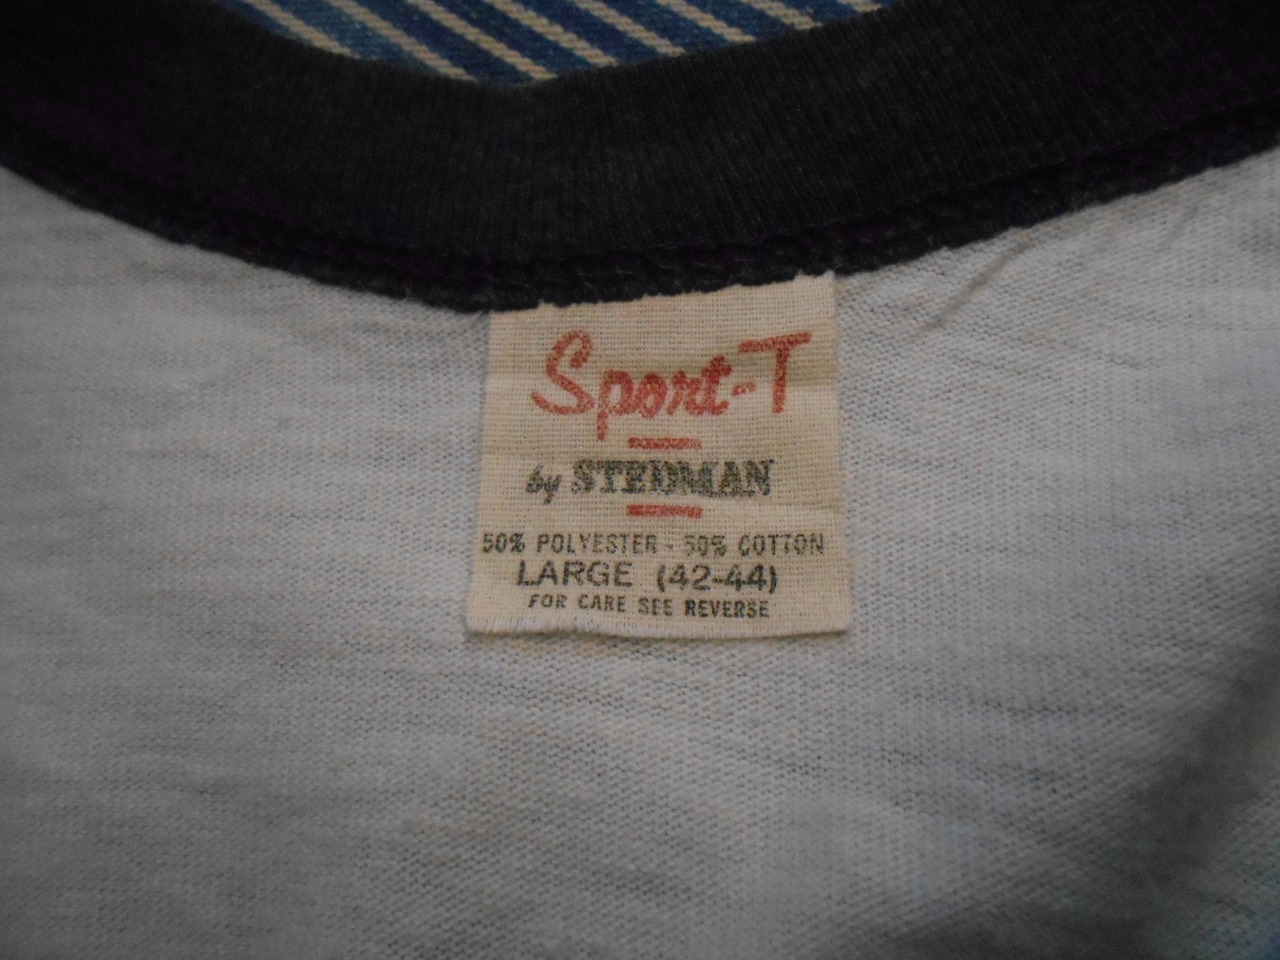 Sport-T
by STEDMAN
50% POLYESTER - 50% COTTON
LARGE (42-44)
FOR CARE SEE REVERSE